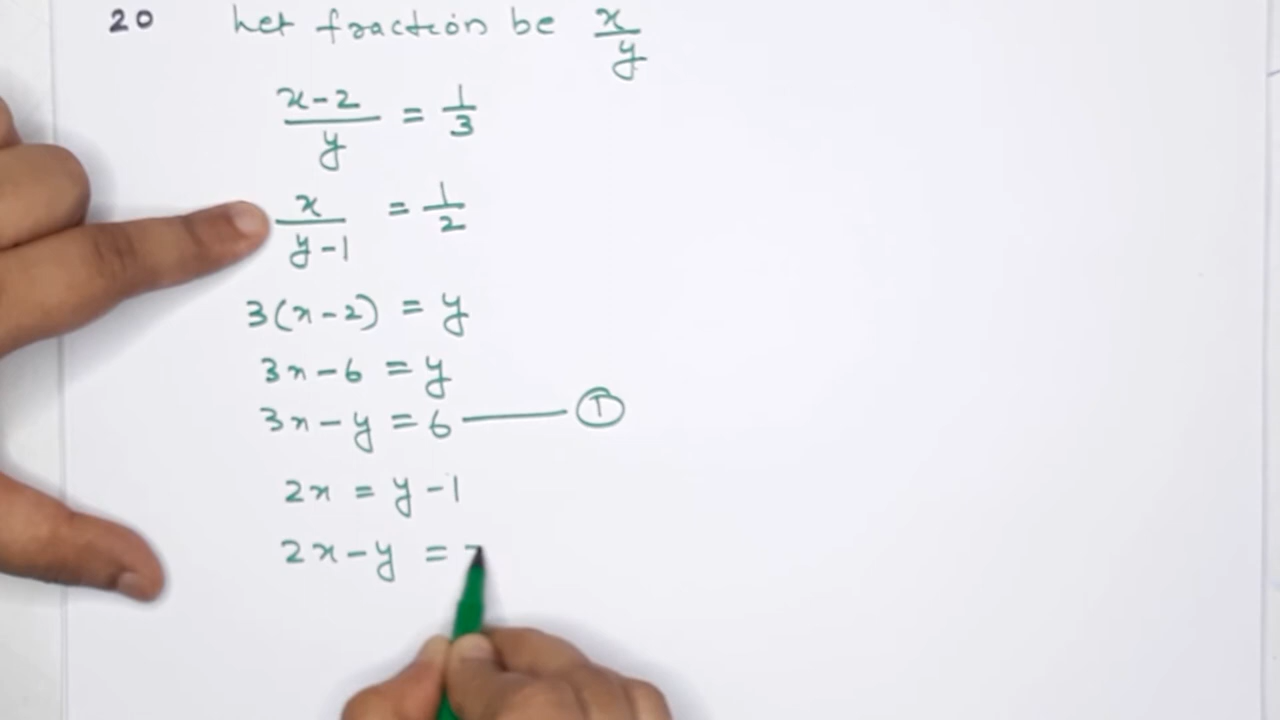 20 Let fraction be x/y
x-2/y = 1/3
x/y-1 = 1/2
3(x-2) = y
3x-6 = y
3x-y = 6 —— ①
2x = y-1
2x-y = -